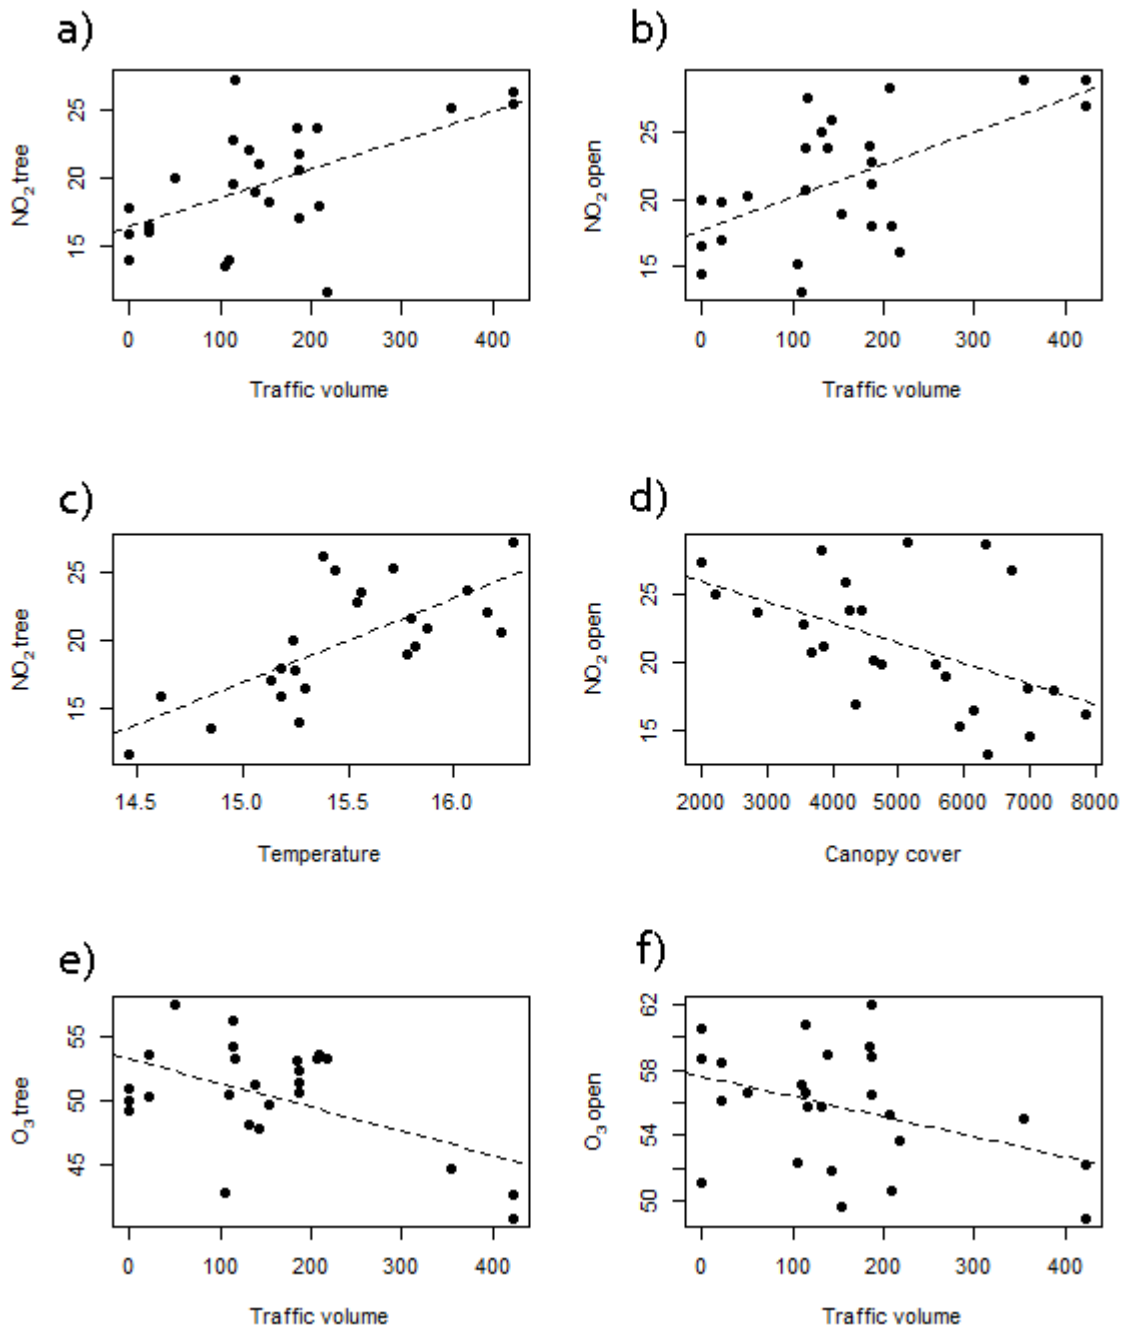 a) b)
NO₂ tree
15 20 25
0 100 200 300 400
Traffic volume
NO₂ open
15 20 25
0 100 200 300 400
Traffic volume
c) d)
NO₂ tree
15 20 25
14.5 15.0 15.5 16.0
Temperature
NO₂ open
15 20 25
2000 3000 4000 5000 6000 7000 8000
Canopy cover
e) f)
O₃ tree
45 50 55
0 100 200 300 400
Traffic volume
O₃ open
50 54 58 62
0 100 200 300 400
Traffic volume